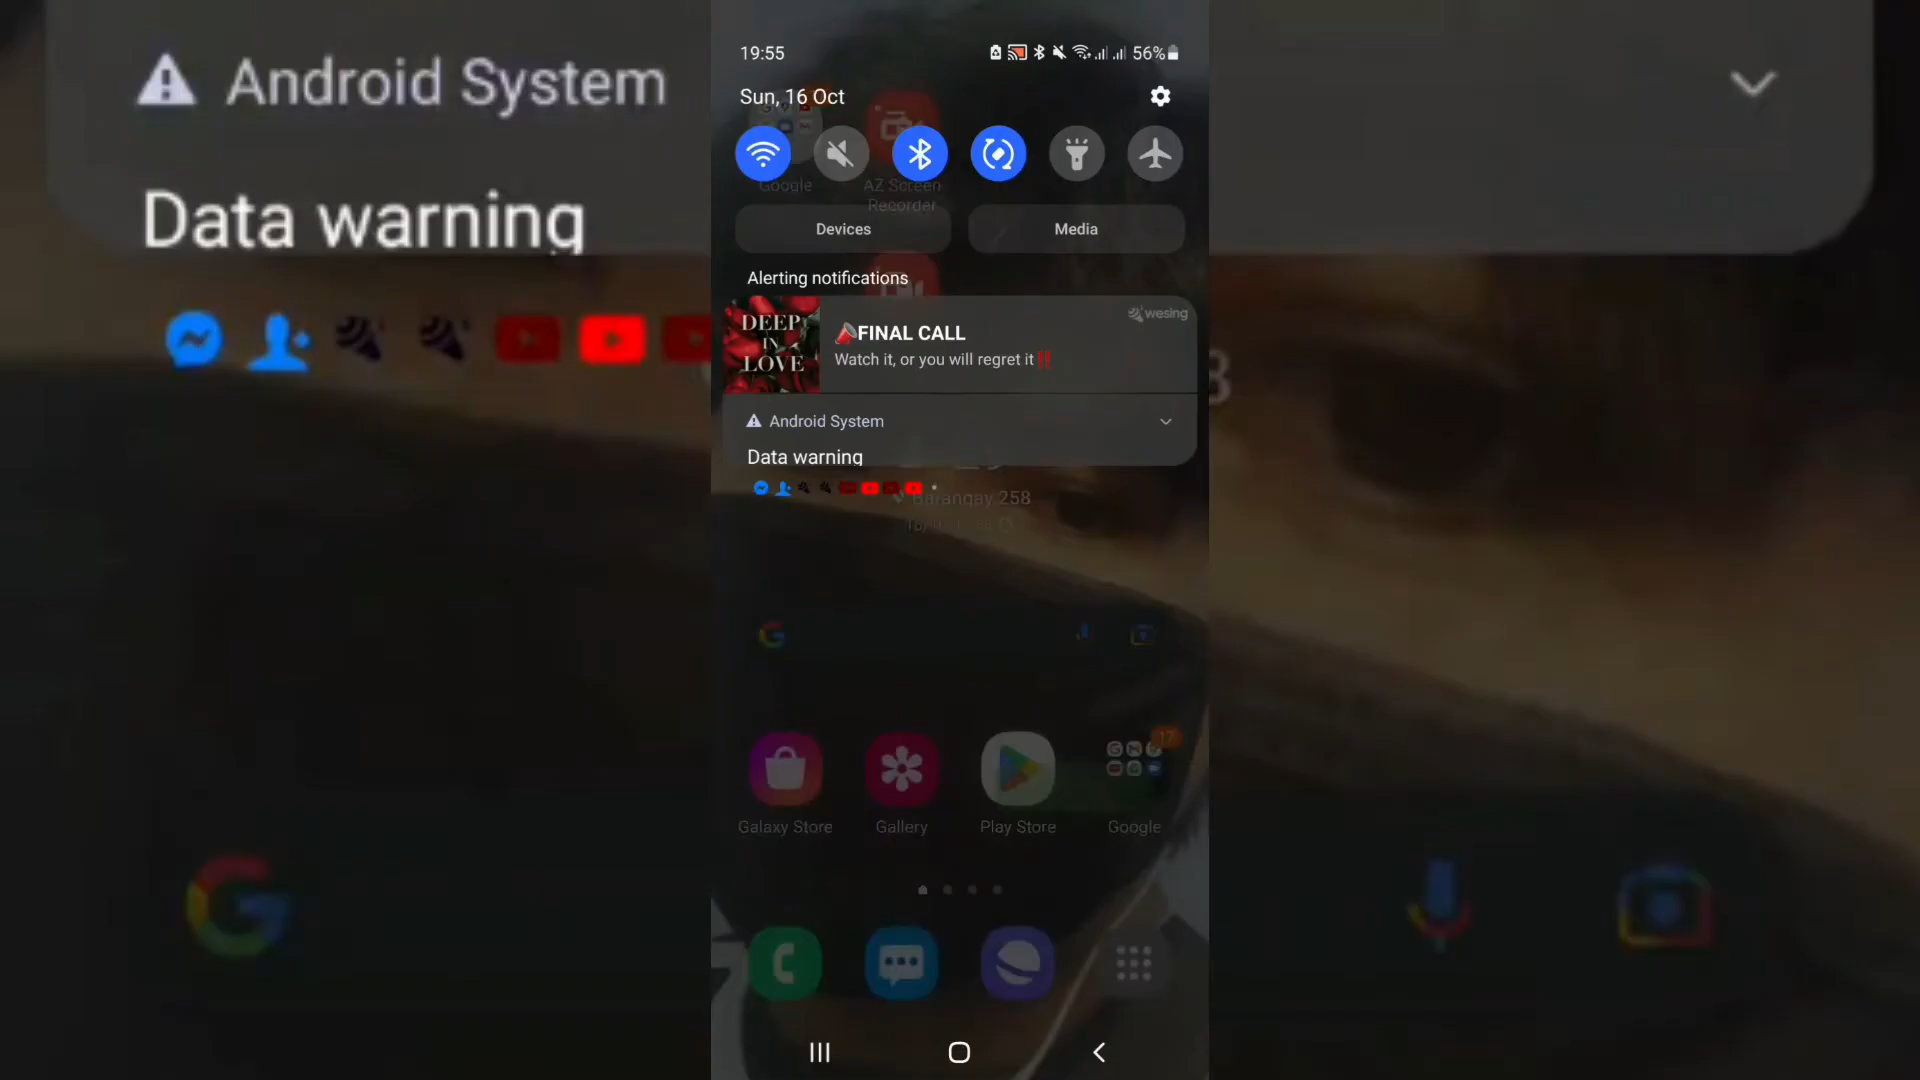 Android System
Data warning
19:55
56%
Sun, 16 Oct
Google
AZ Screen
Recorder
Devices
Media
Alerting notifications
DEEP
IN
LOVE
wesing
📣FINAL CALL
Watch it, or you will regret it‼️
Android System
Data warning
Barangay 258
17
Galaxy Store
Gallery
Play Store
Google